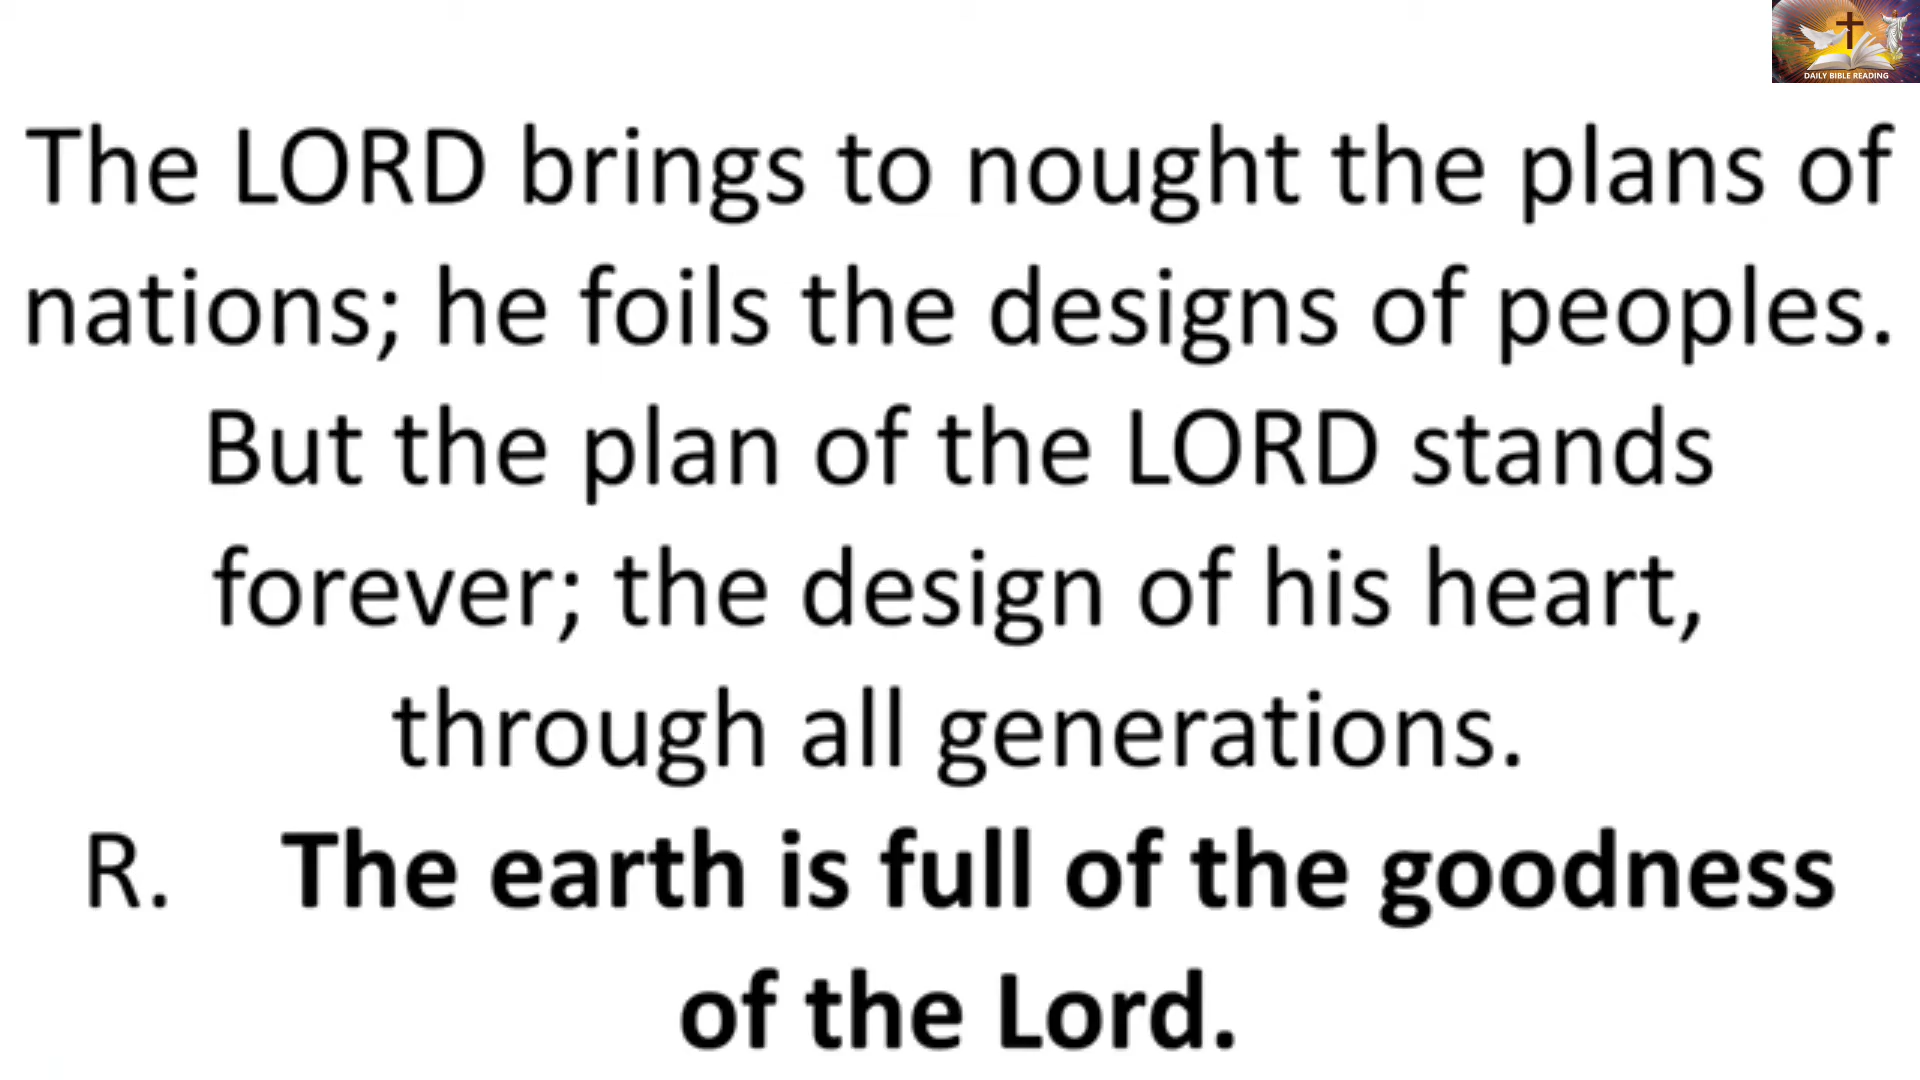 DAILY BIBLE READING
The LORD brings to nought the plans of
nations; he foils the designs of peoples.
But the plan of the LORD stands
forever; the design of his heart,
through all generations.
R. The earth is full of the goodness
of the Lord.